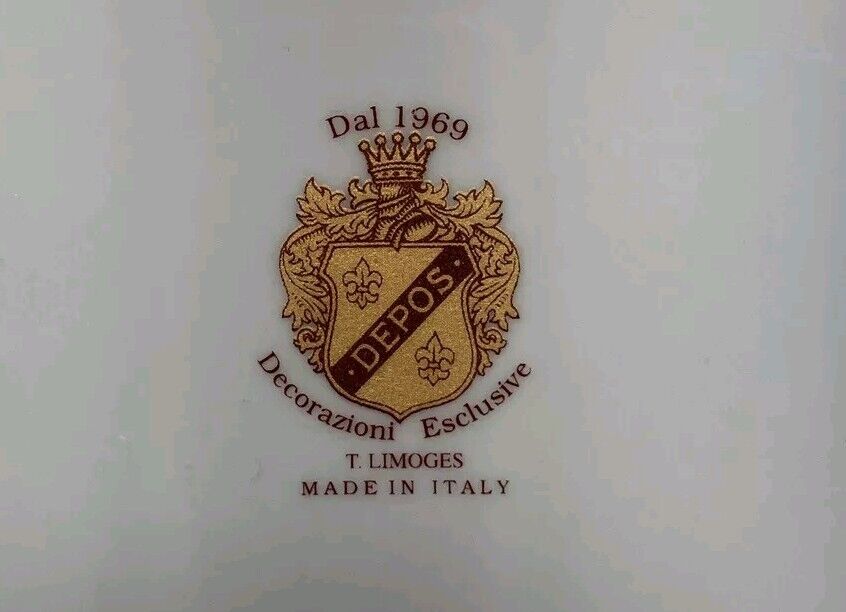 Dal 1969
DEPOS
Decorazioni Esclusive
T. LIMOGES
MADE IN ITALY